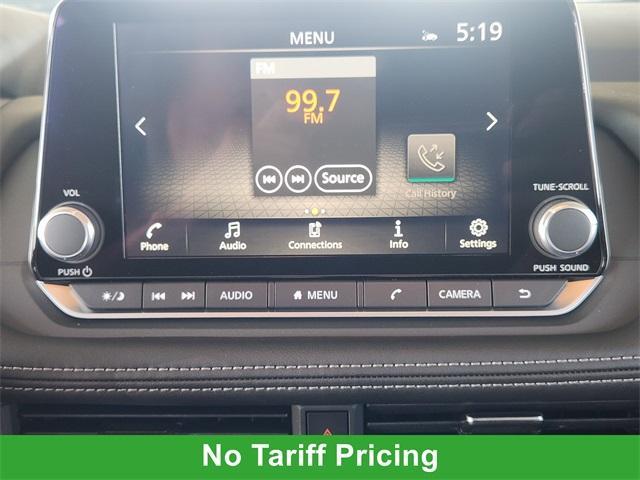 MENU
5:19
FM
99.7
FM
Source
Call History
VOL
TUNE-SCROLL
Phone
Audio
Connections
Info
Settings
PUSH
PUSH SOUND
AUDIO
MENU
CAMERA
No Tariff Pricing